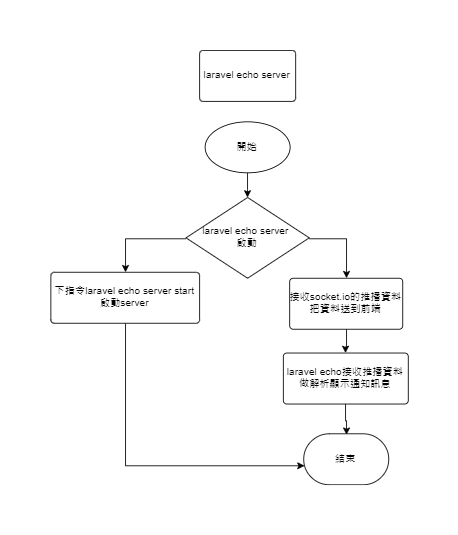 laravel echo server
開始
laravel echo server
啟動
下指令laravel echo server start
啟動server
接收socket.io的推播資料
把資料送到前端
laravel echo接收推播資料
做解析顯示通知訊息
結束